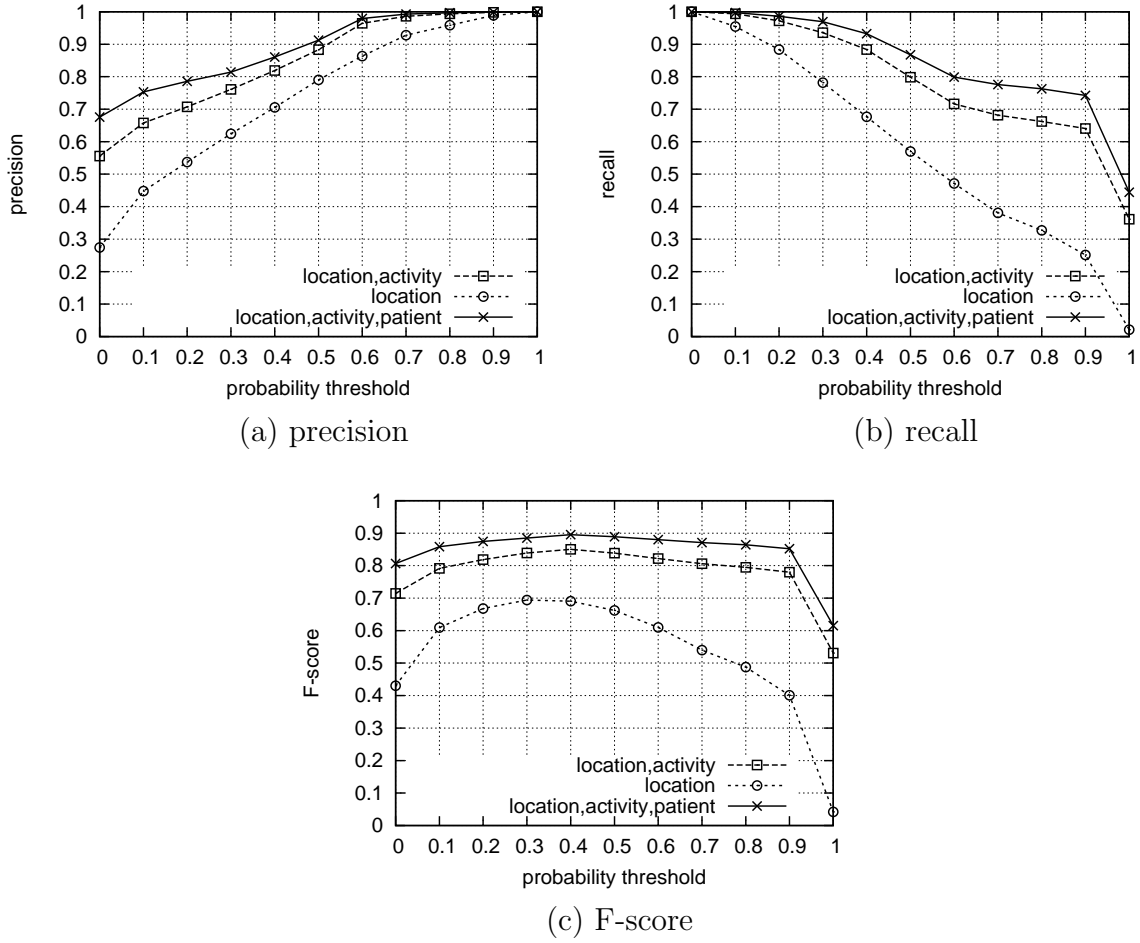 1
0.9
0.8
0.7
0.6
0.5
0.4
0.3
0.2
0.1
0
precision
location,activity
location
location,activity,patient
0 0.1 0.2 0.3 0.4 0.5 0.6 0.7 0.8 0.9 1
probability threshold
(a) precision
1
0.9
0.8
0.7
0.6
0.5
0.4
0.3
0.2
0.1
0
recall
location,activity
location
location,activity,patient
0 0.1 0.2 0.3 0.4 0.5 0.6 0.7 0.8 0.9 1
probability threshold
(b) recall
1
0.9
0.8
0.7
0.6
0.5
0.4
0.3
0.2
0.1
0
F-score
location,activity
location
location,activity,patient
0 0.1 0.2 0.3 0.4 0.5 0.6 0.7 0.8 0.9 1
probability threshold
(c) F-score